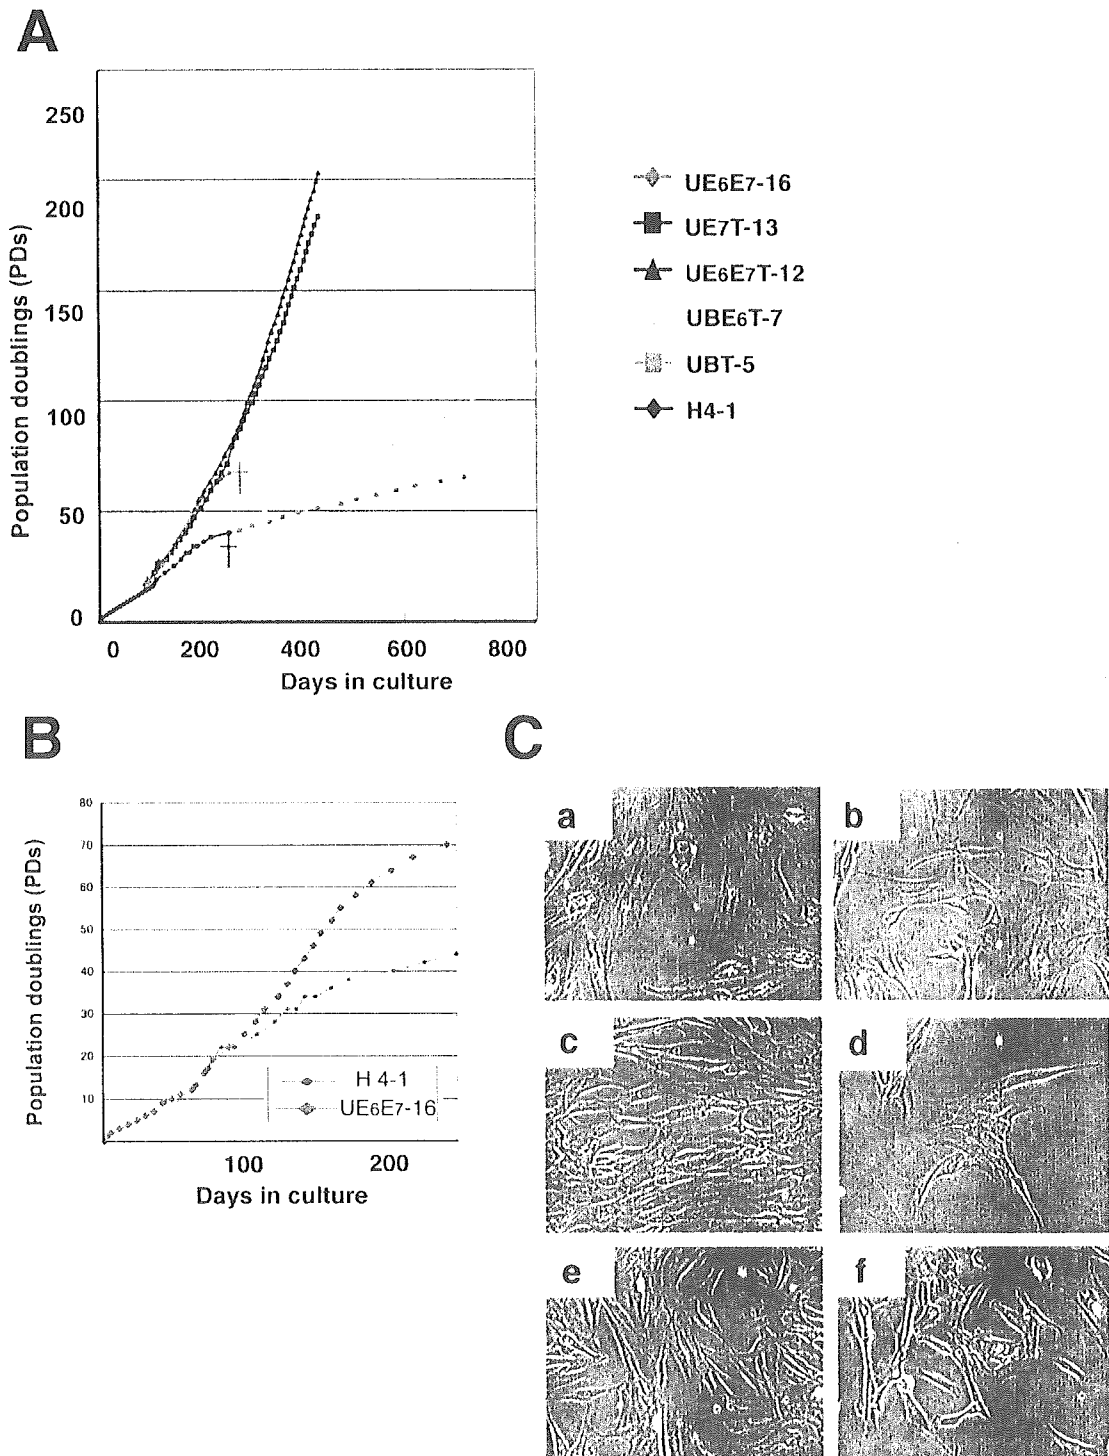 A
Population doublings (PDs)
250
200
150
100
50
0
0 200 400 600 800
Days in culture
UE6E7-16
UE7T-13
UE6E7T-12
UBE6T-7
UBT-5
H4-1
B
Population doublings (PDs)
80
70
60
50
40
30
20
10
H 4-1
UE6E7-16
100 200
Days in culture
C
a
b
c
d
e
f